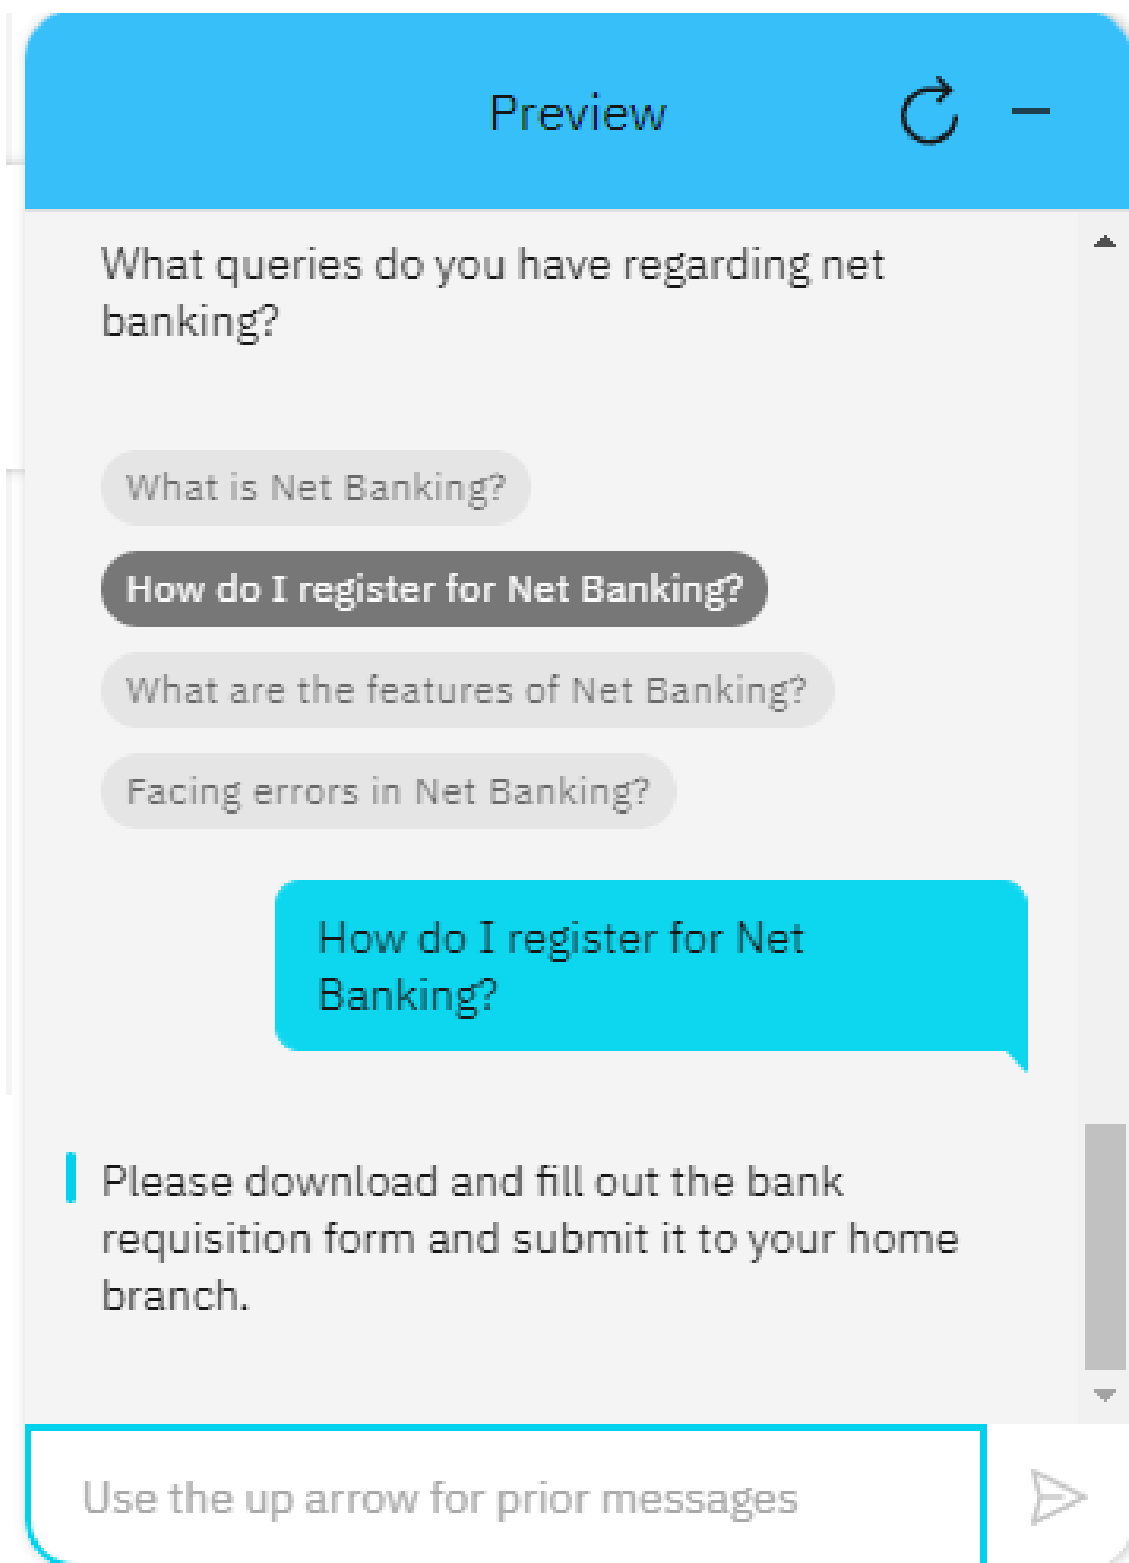 Preview
What queries do you have regarding net
banking?
What is Net Banking?
How do I register for Net Banking?
What are the features of Net Banking?
Facing errors in Net Banking?
How do I register for Net
Banking?
Please download and fill out the bank
requisition form and submit it to your home
branch.
Use the up arrow for prior messages